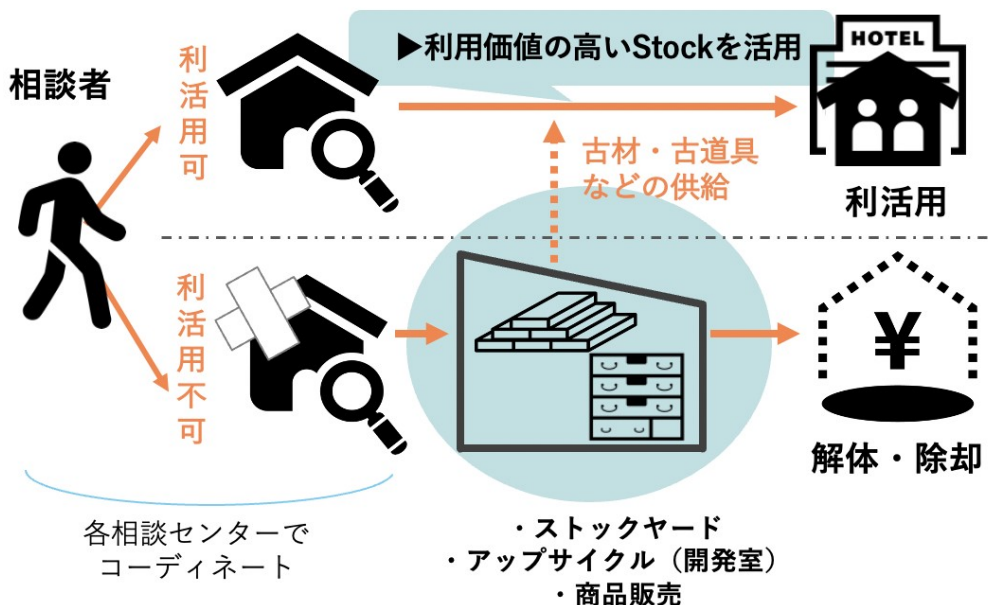 相談者
利活用可
▶利用価値の高いStockを活用
HOTEL
古材・古道具
などの供給
利活用
利活用不可
¥
解体・除却
各相談センターで
コーディネート
・ストックヤード
・アップサイクル（開発室）
・商品販売